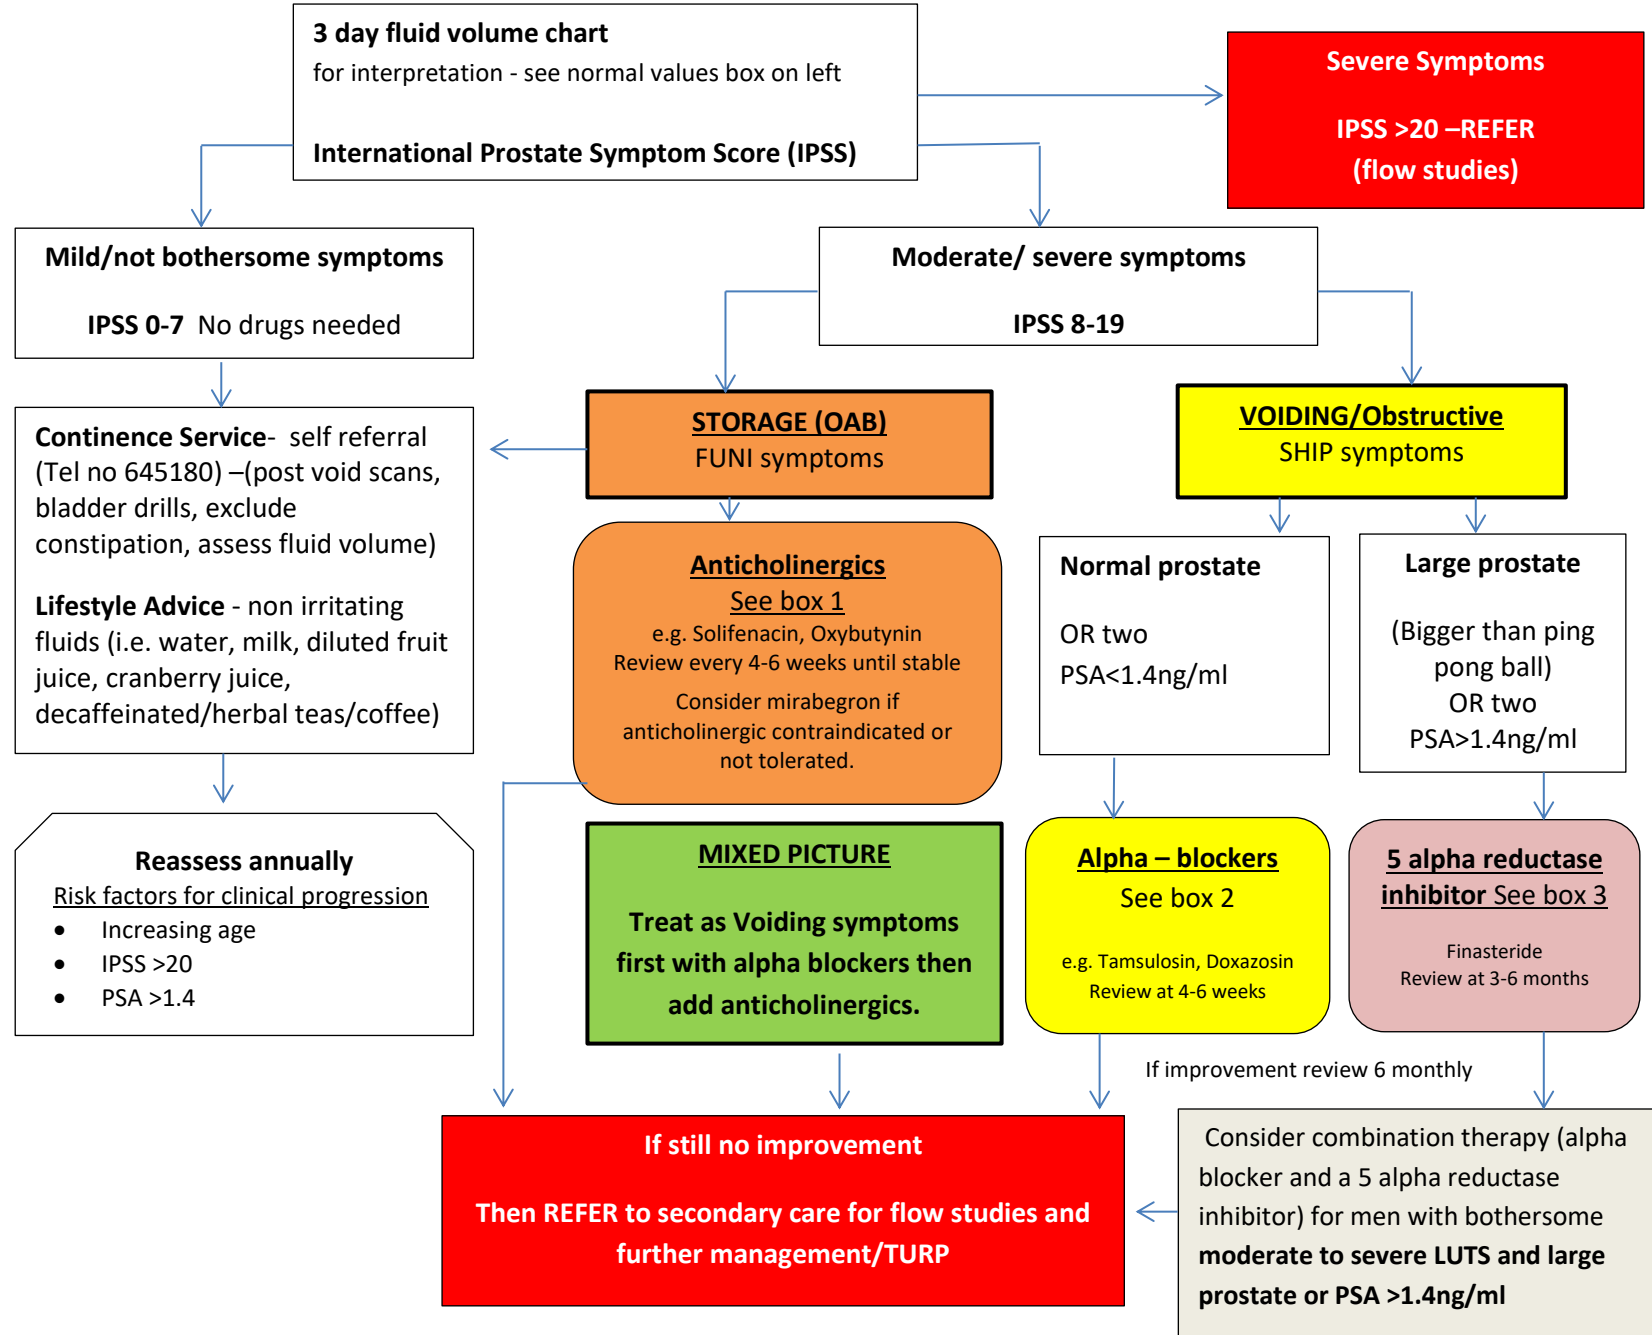 3 day fluid volume chart
for interpretation - see normal values box on left
International Prostate Symptom Score (IPSS)
Severe Symptoms
IPSS >20 –REFER
(flow studies)
Mild/not bothersome symptoms
IPSS 0-7  No drugs needed
Moderate/ severe symptoms
IPSS 8-19
Continence Service-  self referral
(Tel no 645180) –(post void scans,
bladder drills, exclude
constipation, assess fluid volume)
Lifestyle Advice - non irritating
fluids (i.e. water, milk, diluted fruit
juice, cranberry juice,
decaffeinated/herbal teas/coffee)
STORAGE (OAB)
FUNI symptoms
VOIDING/Obstructive
SHIP symptoms
Anticholinergics
See box 1
e.g. Solifenacin, Oxybutynin
Review every 4-6 weeks until stable
Consider mirabegron if
anticholinergic contraindicated or
not tolerated.
Normal prostate
OR two
PSA<1.4ng/ml
Large prostate
(Bigger than ping
pong ball)
OR two
PSA>1.4ng/ml
Reassess annually
Risk factors for clinical progression
• Increasing age
• IPSS >20
• PSA >1.4
MIXED PICTURE
Treat as Voiding symptoms
first with alpha blockers then
add anticholinergics.
Alpha – blockers
See box 2
e.g. Tamsulosin, Doxazosin
Review at 4-6 weeks
5 alpha reductase
inhibitor See box 3
Finasteride
Review at 3-6 months
If improvement review 6 monthly
If still no improvement
Then REFER to secondary care for flow studies and
further management/TURP
Consider combination therapy (alpha
blocker and a 5 alpha reductase
inhibitor) for men with bothersome
moderate to severe LUTS and large
prostate or PSA >1.4ng/ml